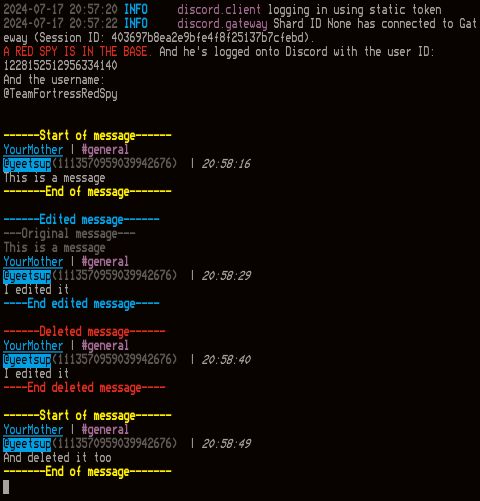 2024-07-17 20:57:20 INFO     discord.client logging in using static token
2024-07-17 20:57:22 INFO     discord.gateway Shard ID None has connected to Gat
eway (Session ID: 403697b8ea2e9bfe4f8f25137b7cfebd).
A RED SPY IS IN THE BASE. And he's logged onto Discord with the user ID:
1228152512956334140
And the username:
@TeamFortressRedSpy
------Start of message------
YourMother | #general
@yeetsup(1113570959039942676)  | 20:58:16
This is a message
-------End of message-------
------Edited message------
---Original message---
This is a message
YourMother | #general
@yeetsup(1113570959039942676)  | 20:58:29
I edited it
----End edited message----
------Deleted message------
YourMother | #general
@yeetsup(1113570959039942676)  | 20:58:40
I edited it
----End deleted message----
------Start of message------
YourMother | #general
@yeetsup(1113570959039942676)  | 20:58:49
And deleted it too
-------End of message-------